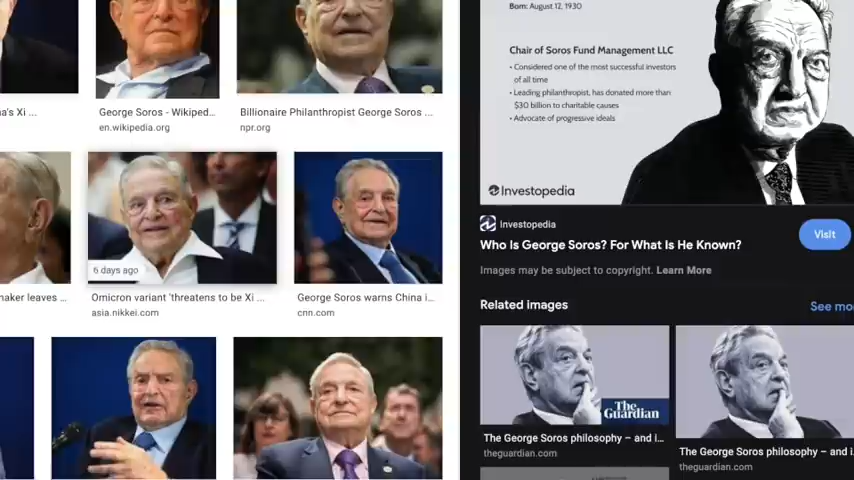 a's Xi ...
George Soros - Wikiped...
en.wikipedia.org
Billionaire Philanthropist George Soros ...
npr.org
6 days ago
naker leaves ...
Omicron variant 'threatens to be Xi ...
asia.nikkei.com
George Soros warns China i...
cnn.com
Born: August 12, 1930
Chair of Soros Fund Management LLC
• Considered one of the most successful investors
of all time
• Leading philanthropist, has donated more than
$30 billion to charitable causes
• Advocate of progressive ideals
Investopedia
Investopedia
Who Is George Soros? For What Is He Known?
Visit
Images may be subject to copyright. Learn More
Related images
See mo
The Guardian
The George Soros philosophy – and i...
theguardian.com
The George Soros philosophy – and i.
theguardian.com